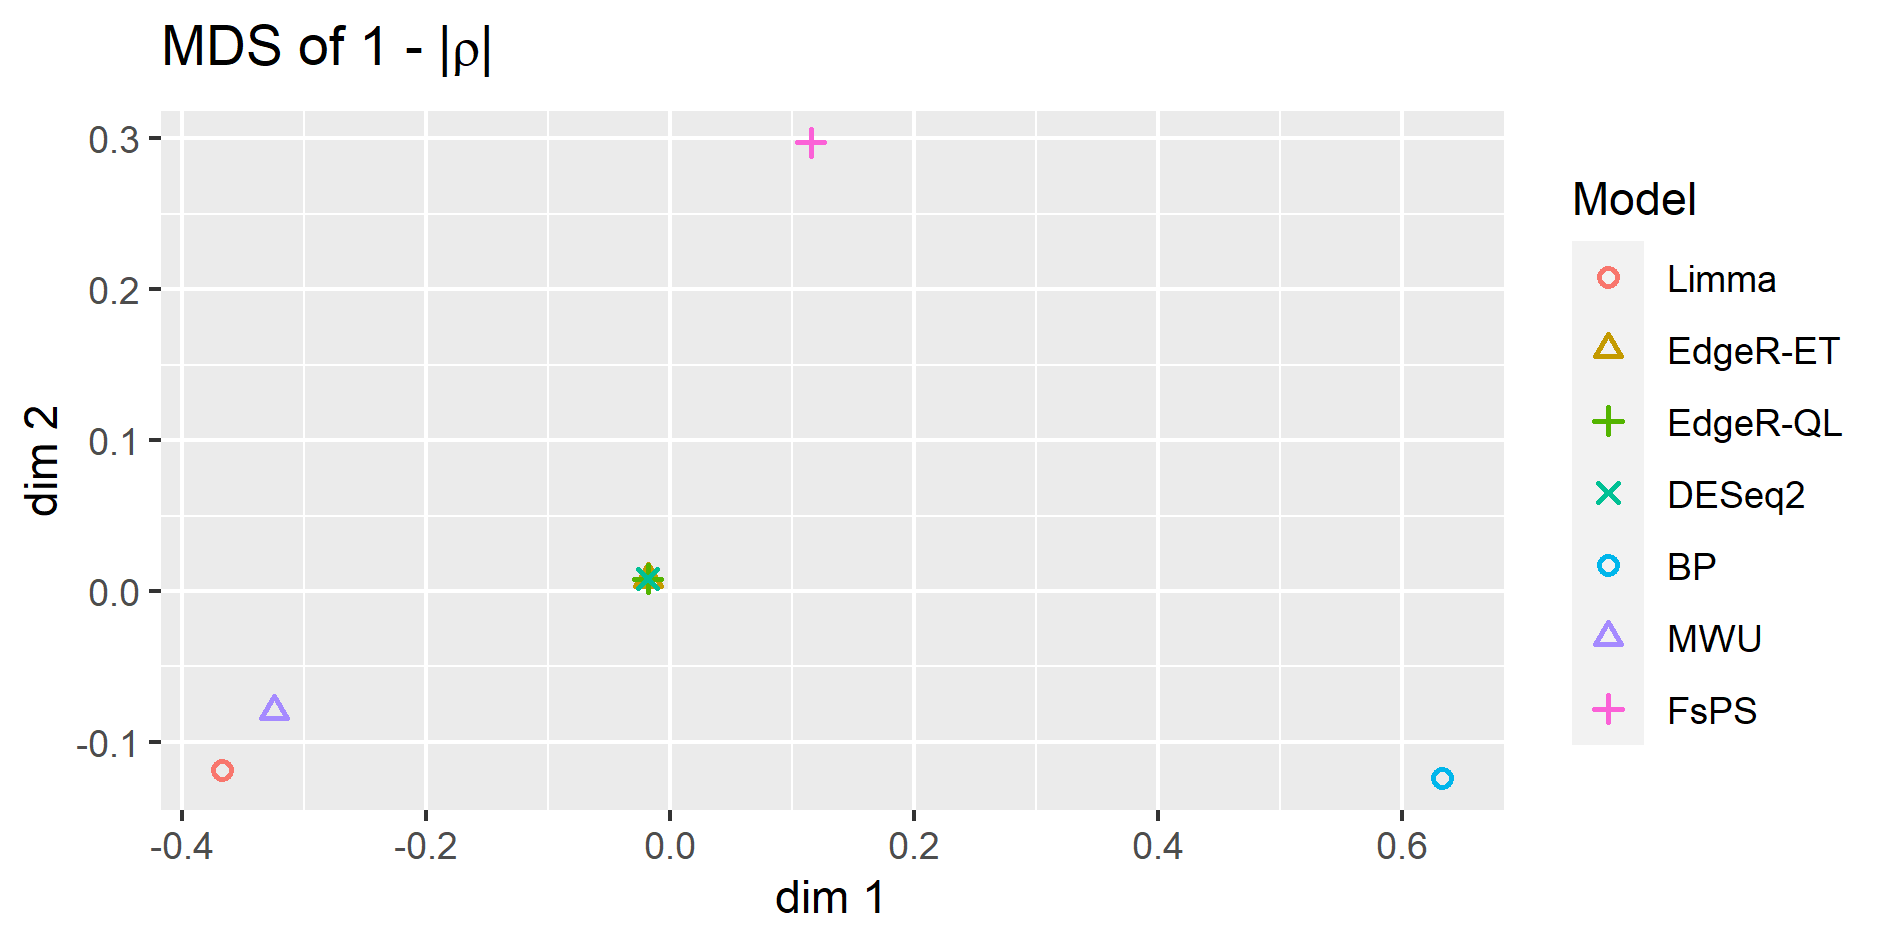 MDS of 1 - |ρ|
0.3
0.2
0.1
0.0
-0.1
dim 2
-0.4 -0.2 0.0 0.2 0.4 0.6
dim 1
Model
Limma
EdgeR-ET
EdgeR-QL
DESeq2
BP
MWU
FsPS